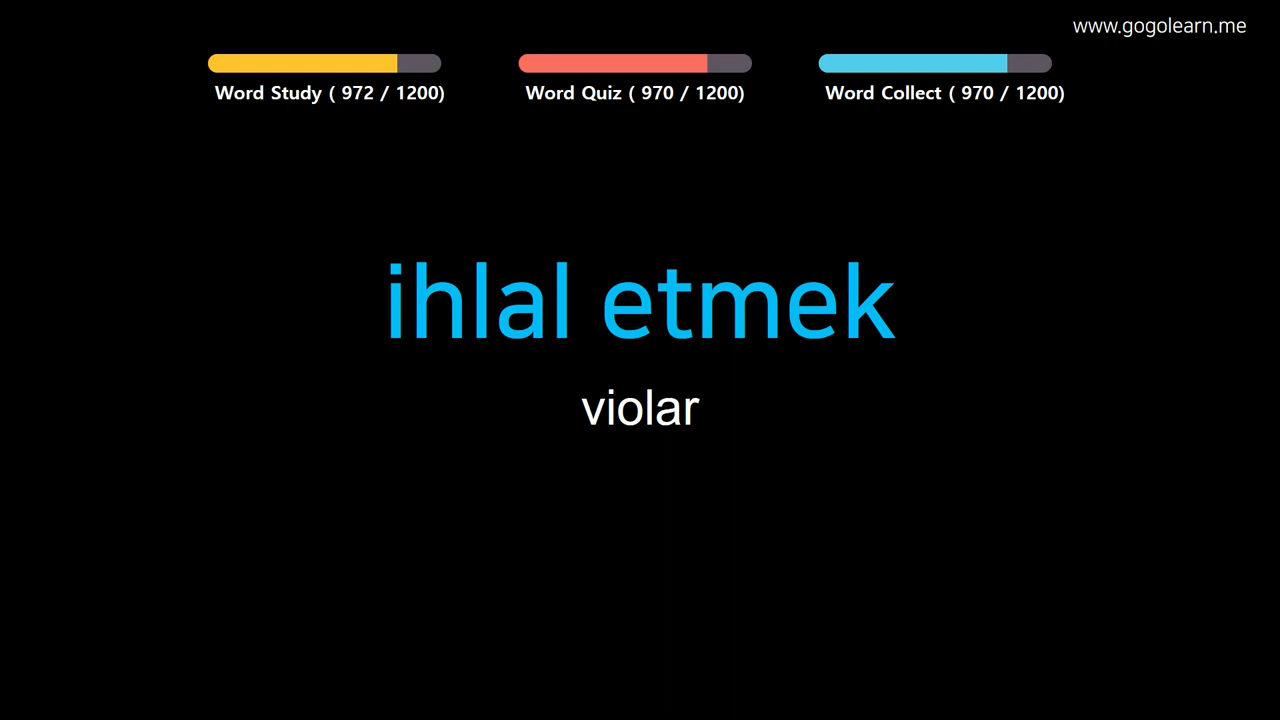 www.gogolearn.me
Word Study ( 972 / 1200)
Word Quiz ( 970 / 1200)
Word Collect ( 970 / 1200)
ihlal etmek
violar